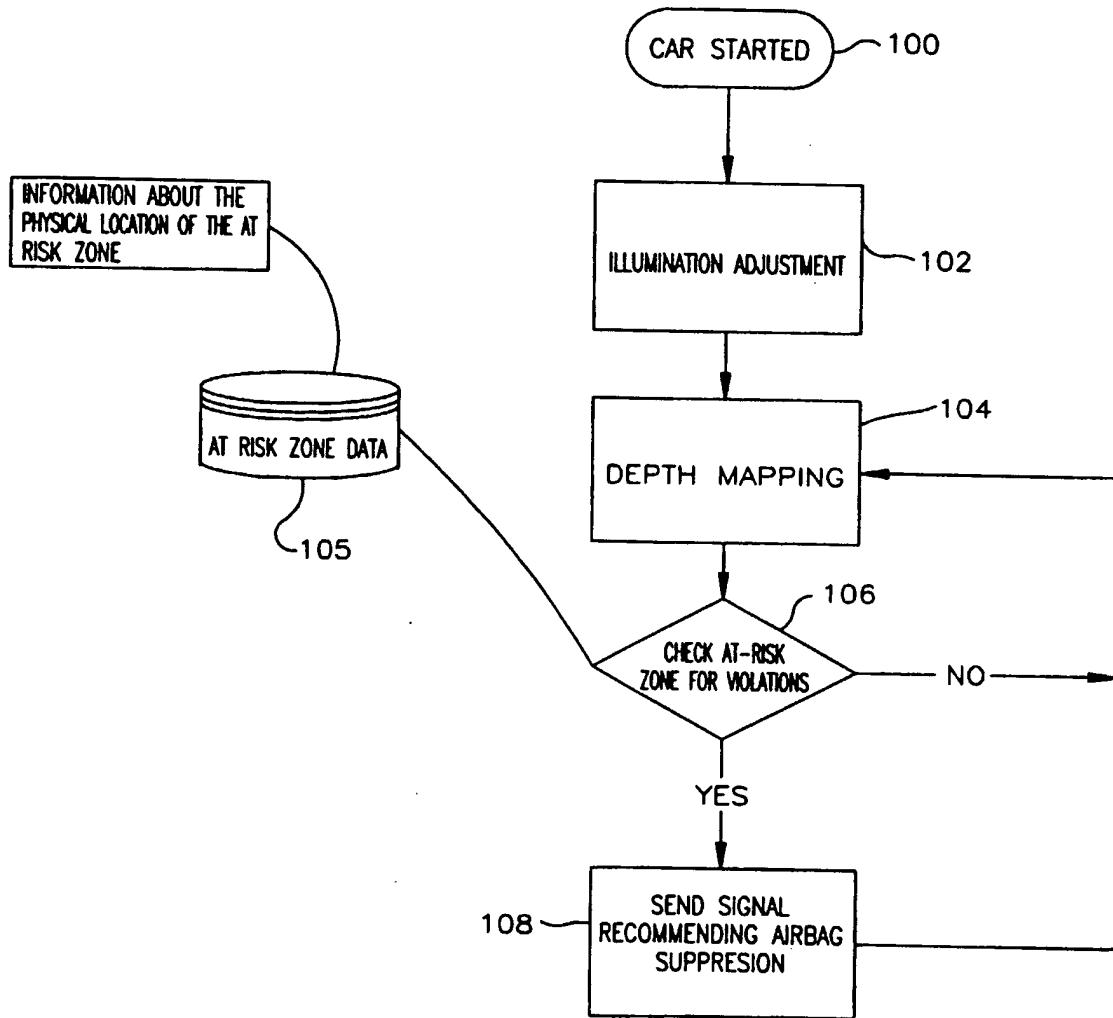 CAR STARTED
100
INFORMATION ABOUT THE
PHYSICAL LOCATION OF THE AT
RISK ZONE
ILLUMINATION ADJUSTMENT
102
AT RISK ZONE DATA
105
104
DEPTH MAPPING
106
CHECK AT-RISK
ZONE FOR VIOLATIONS
NO
YES
108
SEND SIGNAL
RECOMMENDING AIRBAG
SUPPRESION